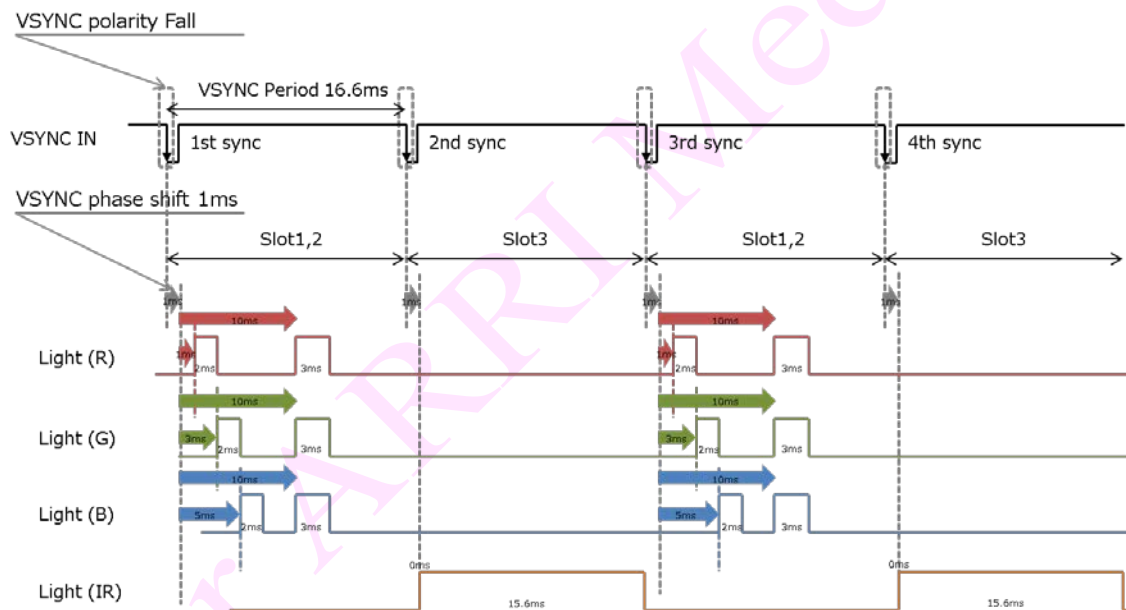 VSYNC polarity Fall
VSYNC Period 16.6ms
VSYNC IN
1st sync 2nd sync 3rd sync 4th sync
VSYNC phase shift 1ms
Slot1,2 Slot3 Slot1,2 Slot3
1ms 1ms 1ms 1ms
10ms 10ms
Light (R)
1ms 2ms 3ms 1ms 2ms 3ms
10ms 10ms
Light (G)
3ms 2ms 3ms 3ms 2ms 3ms
10ms 10ms
Light (B)
5ms 2ms 3ms 5ms 2ms 3ms
0ms 0ms
Light (IR)
15.6ms 15.6ms
ARRI Me